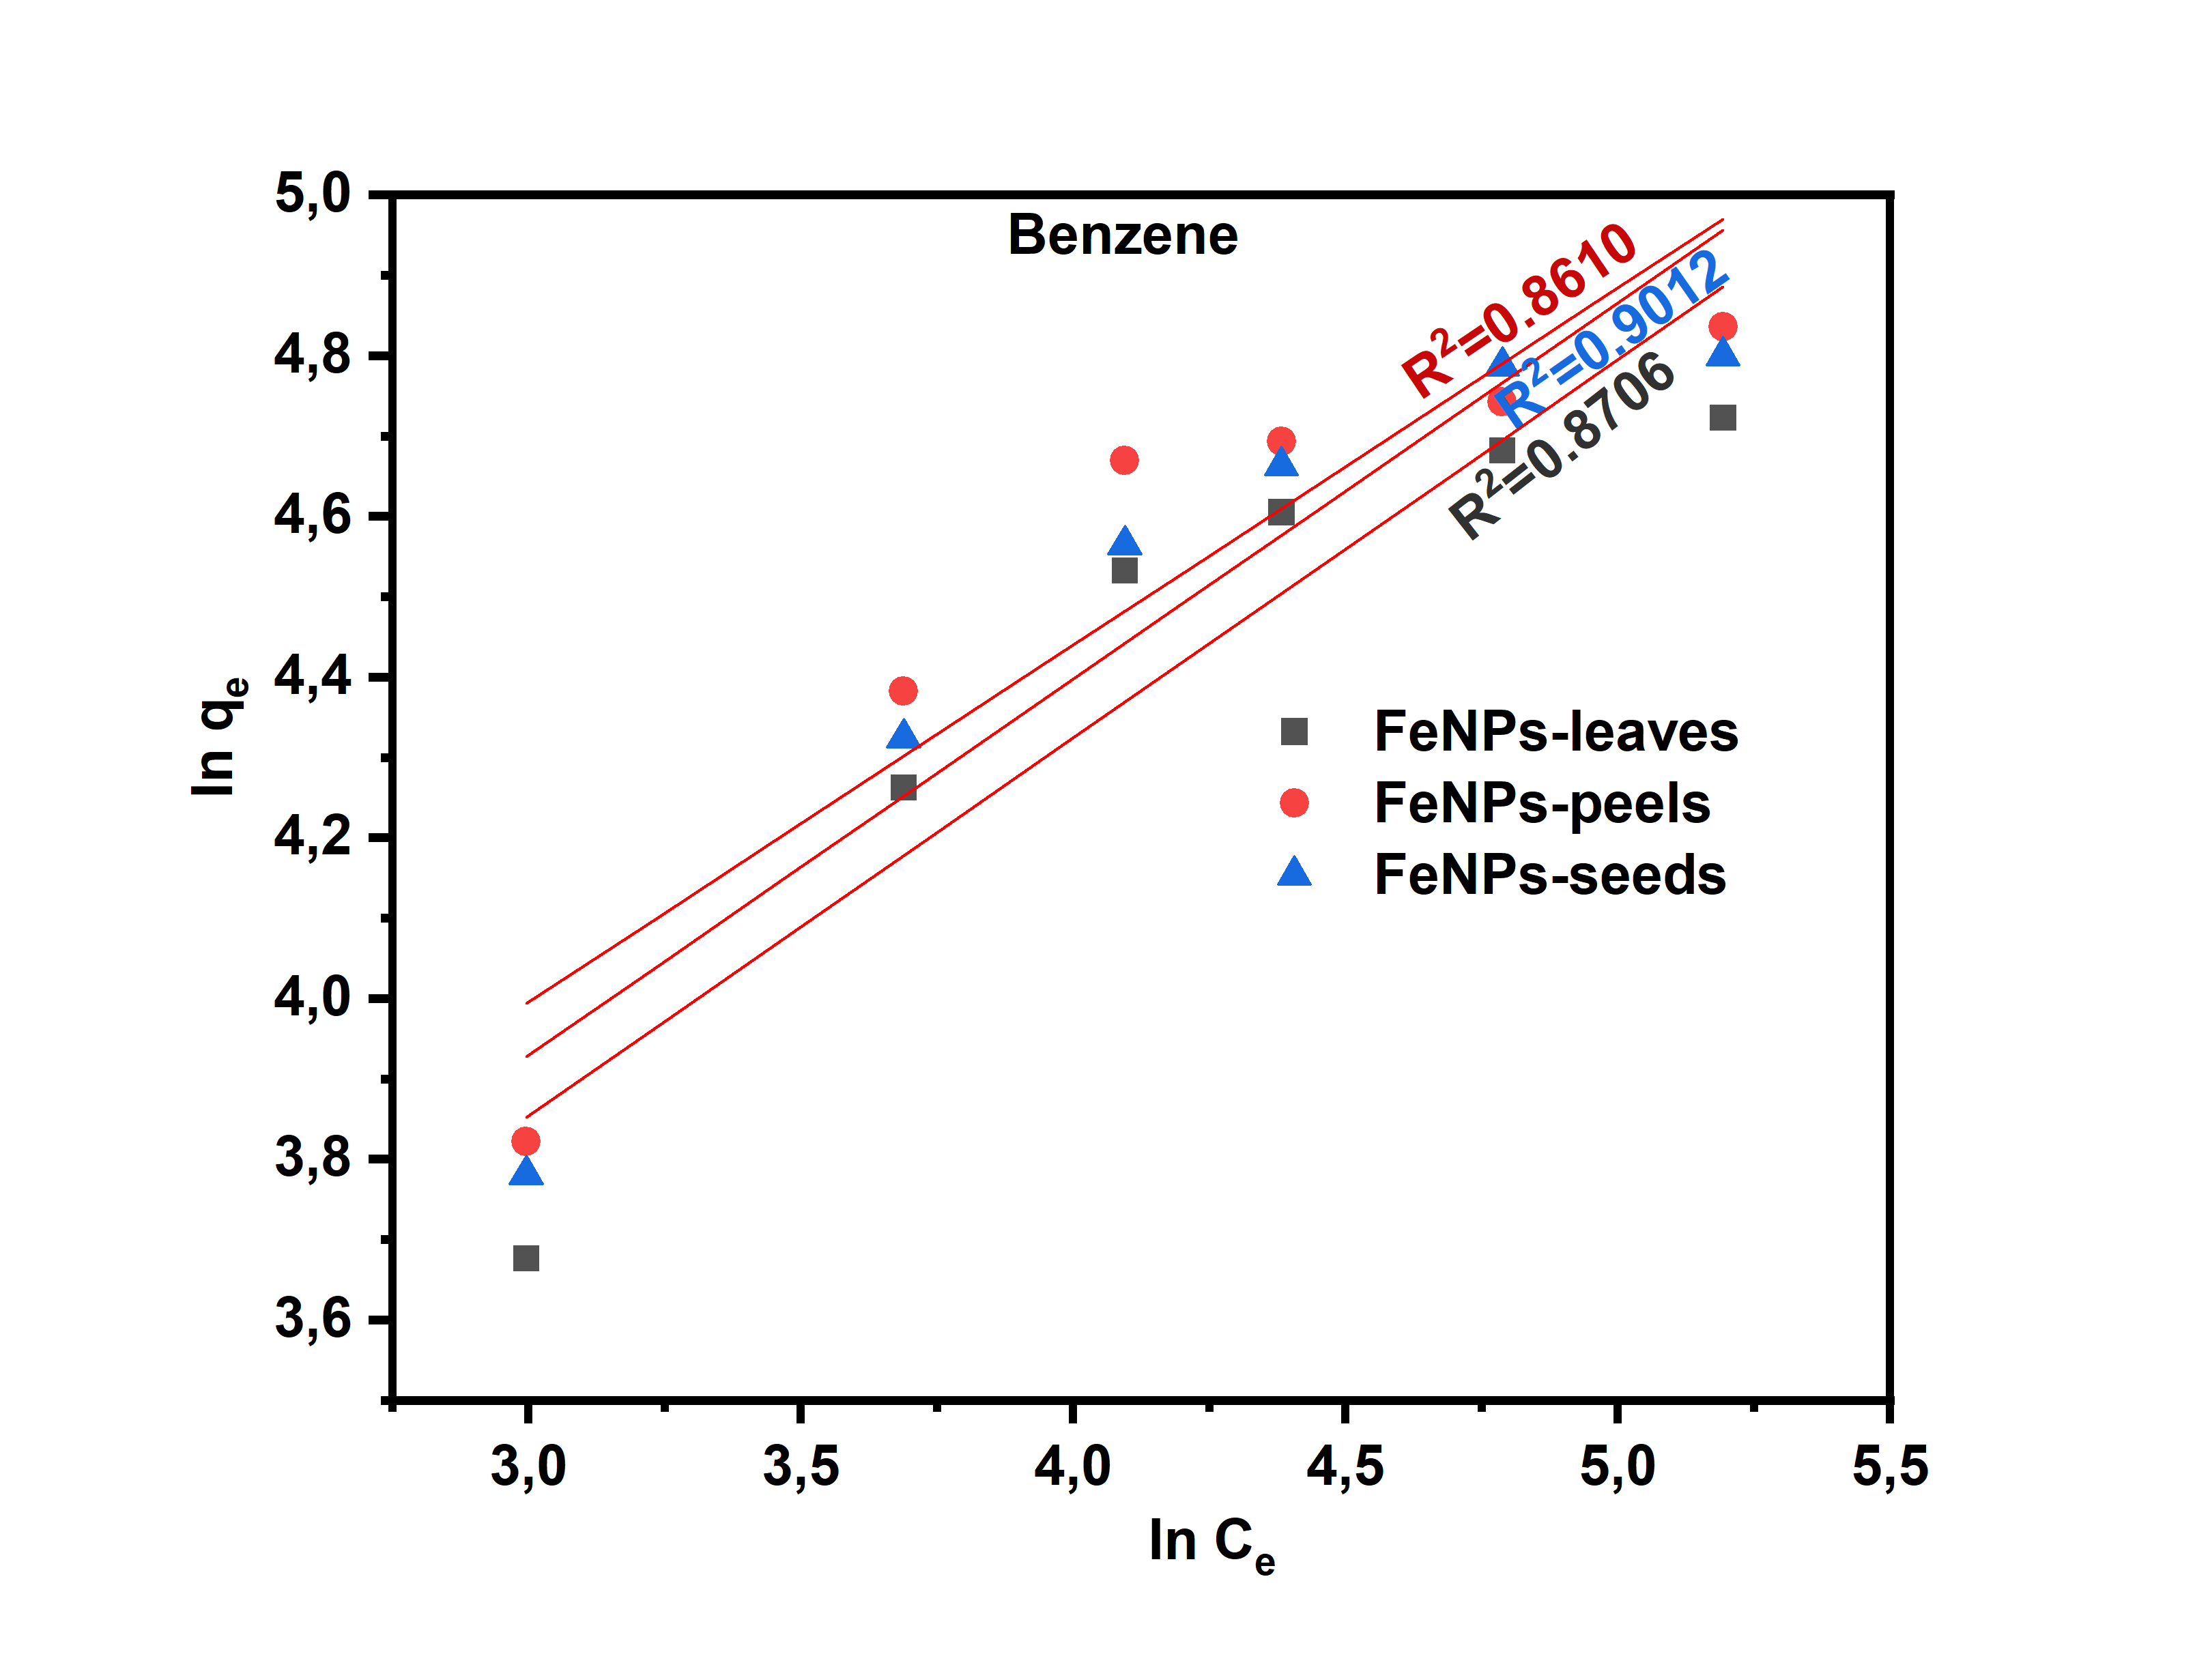 Benzene
5,0
4,8
4,6
4,4
4,2
4,0
3,8
3,6
ln qₑ
R²=0.8610
R²=0.9012
R²=0.8706
FeNPs-leaves
FeNPs-peels
FeNPs-seeds
3,0 3,5 4,0 4,5 5,0 5,5
ln Cₑ